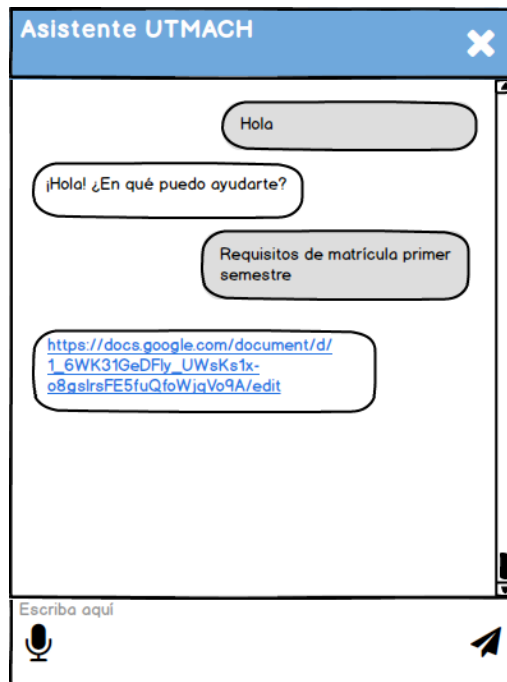 Asistente UTMACH
Hola
¡Hola! ¿En qué puedo ayudarte?
Requisitos de matrícula primer
semestre
https://docs.google.com/document/d/
1_6WK31GeDFly_UWsKs1x-
o8gslrsFE5fuQfoWjqVo9A/edit
Escriba aquí